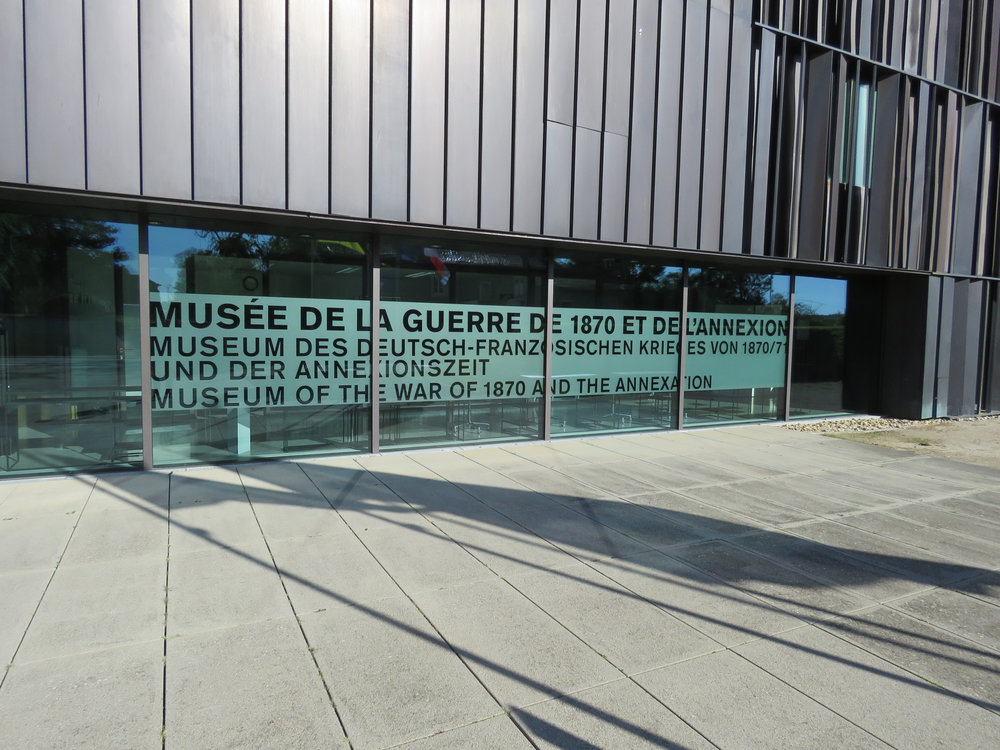 MUSÉE DE LA GUERRE DE 1870 ET DE L'ANNEXION
MUSEUM DES DEUTSCH-FRANZÖSISCHEN KRIEGES VON 1870/71
UND DER ANNEXIONSZEIT
MUSEUM OF THE WAR OF 1870 AND THE ANNEXATION